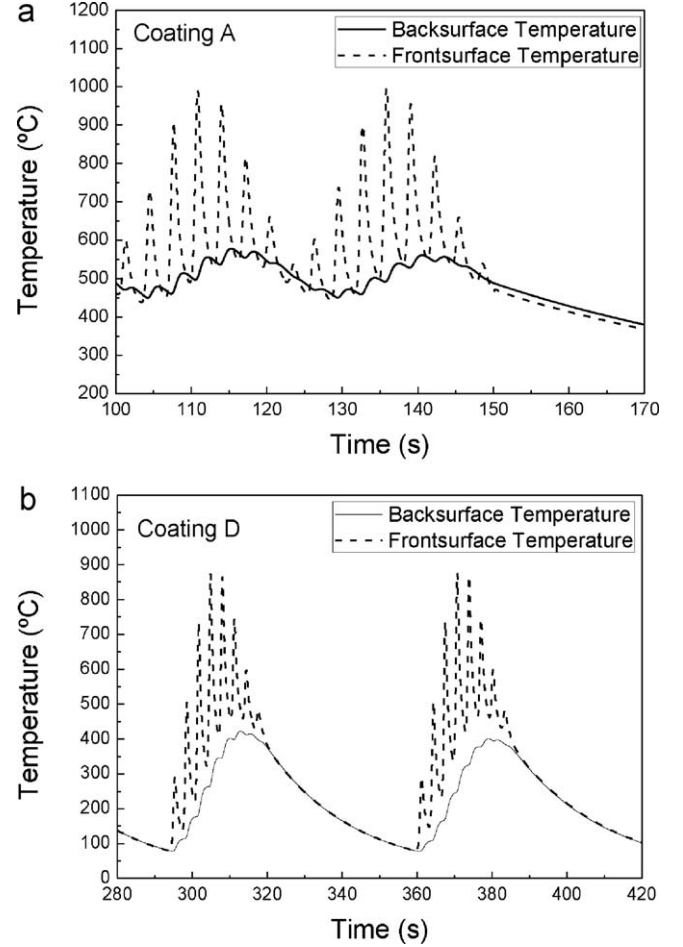 a
1200
1100
1000
900
800
700
600
500
400
300
200
Temperature (ºC)
Coating A
Backsurface Temperature
Frontsurface Temperature
100 110 120 130 140 150 160 170
Time (s)
b
1100
1000
900
800
700
600
500
400
300
200
100
0
Temperature (ºC)
Coating D
Backsurface Temperature
Frontsurface Temperature
280 300 320 340 360 380 400 420
Time (s)